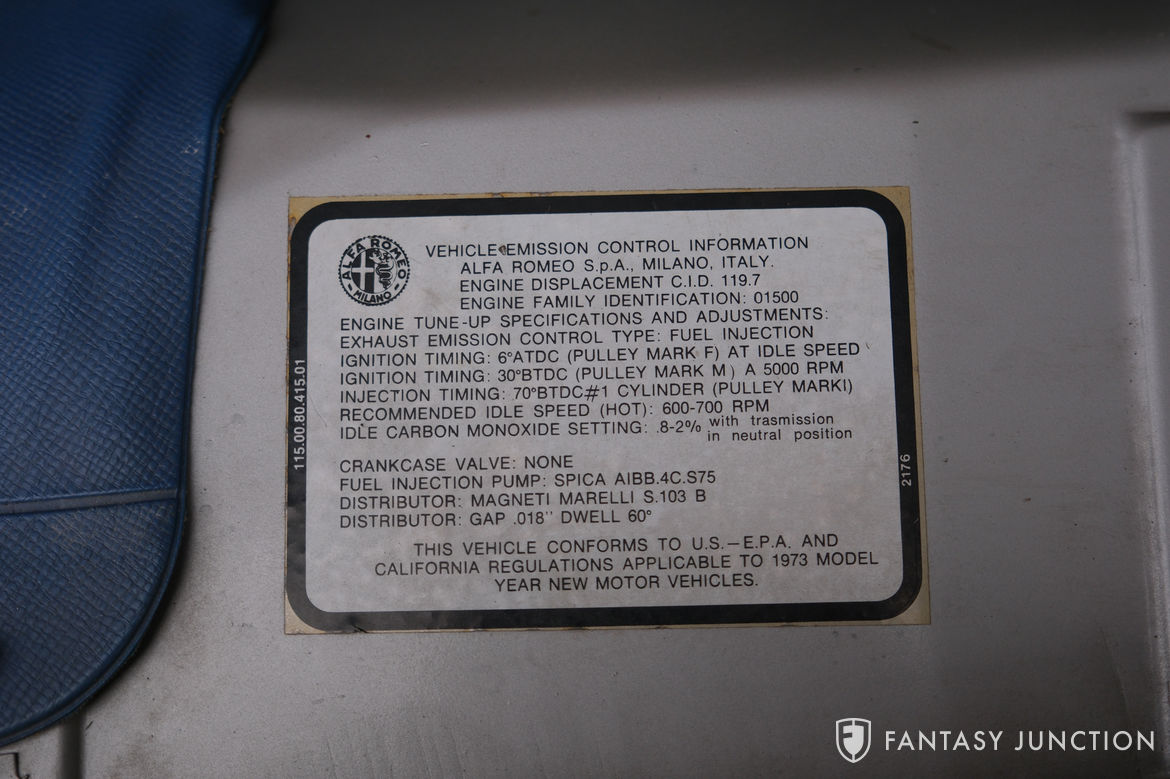 ALFA ROMEO
MILANO
VEHICLE EMISSION CONTROL INFORMATION
ALFA ROMEO S.p.A., MILANO, ITALY.
ENGINE DISPLACEMENT C.I.D. 119.7
ENGINE FAMILY IDENTIFICATION: 01500
ENGINE TUNE-UP SPECIFICATIONS AND ADJUSTMENTS:
EXHAUST EMISSION CONTROL TYPE: FUEL INJECTION
IGNITION TIMING: 6°ATDC (PULLEY MARK F) AT IDLE SPEED
IGNITION TIMING: 30°BTDC (PULLEY MARK M) A 5000 RPM
INJECTION TIMING: 70°BTDC#1 CYLINDER (PULLEY MARKI)
RECOMMENDED IDLE SPEED (HOT): 600-700 RPM
IDLE CARBON MONOXIDE SETTING: .8-2% with trasmission
in neutral position
CRANKCASE VALVE: NONE
FUEL INJECTION PUMP: SPICA AIBB.4C.S75
DISTRIBUTOR: MAGNETI MARELLI S.103 B
DISTRIBUTOR: GAP .018'' DWELL 60°
THIS VEHICLE CONFORMS TO U.S.-E.P.A. AND
CALIFORNIA REGULATIONS APPLICABLE TO 1973 MODEL
YEAR NEW MOTOR VEHICLES.
115.00.80.415.01
2176
FANTASY JUNCTION